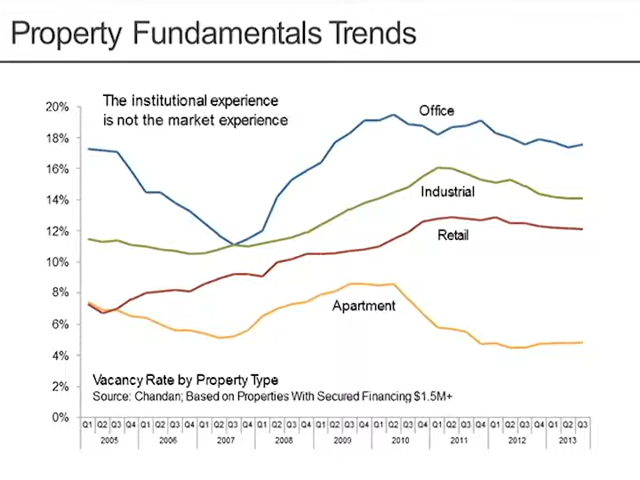 Property Fundamentals Trends
The institutional experience
is not the market experience
20%
18%
16%
14%
12%
10%
8%
6%
4%
2%
0%
Office
Industrial
Retail
Apartment
Vacancy Rate by Property Type
Source: Chandan; Based on Properties With Secured Financing $1.5M+
Q1 Q2 Q3 Q4 Q1 Q2 Q3 Q4 Q1 Q2 Q3 Q4 Q1 Q2 Q3 Q4 Q1 Q2 Q3 Q4 Q1 Q2 Q3 Q4 Q1 Q2 Q3 Q4 Q1 Q2 Q3 Q4 Q1 Q2 Q3
2005 2006 2007 2008 2009 2010 2011 2012 2013